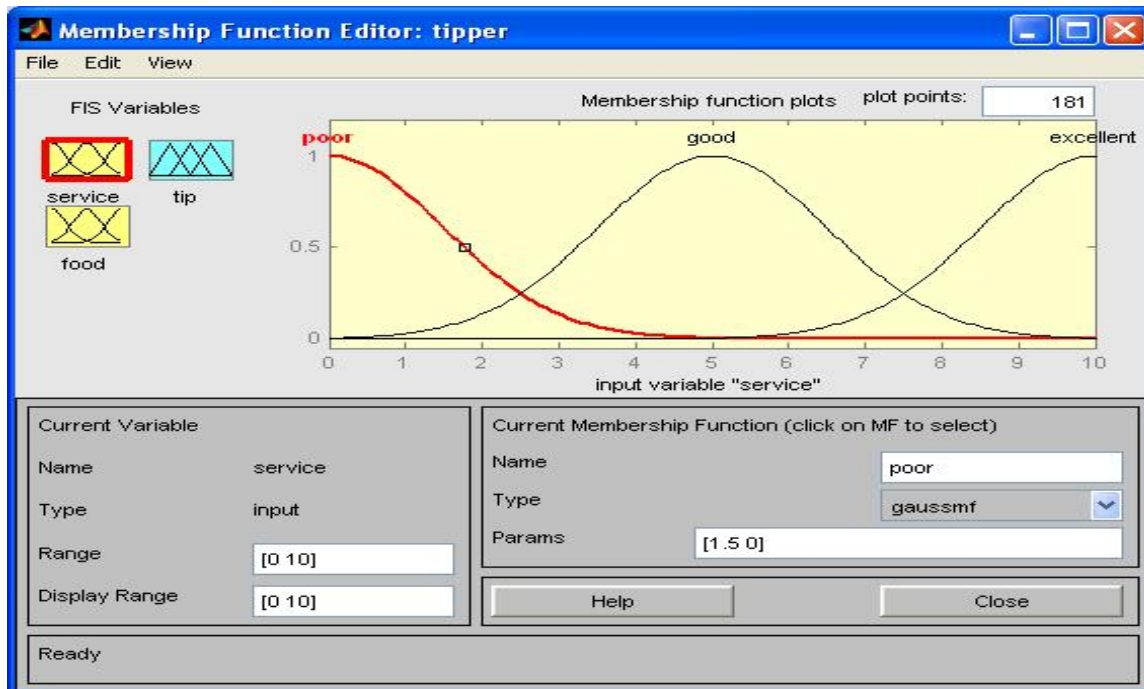 Membership Function Editor: tipper
File Edit View
FIS Variables
Membership function plots plot points: 181
service
tip
food
poor good excellent
1
0.5
0
0 1 2 3 4 5 6 7 8 9 10
input variable "service"
Current Variable
Name service
Type input
Range [0 10]
Display Range [0 10]
Current Membership Function (click on MF to select)
Name poor
Type gaussmf
Params [1.5 0]
Help Close
Ready